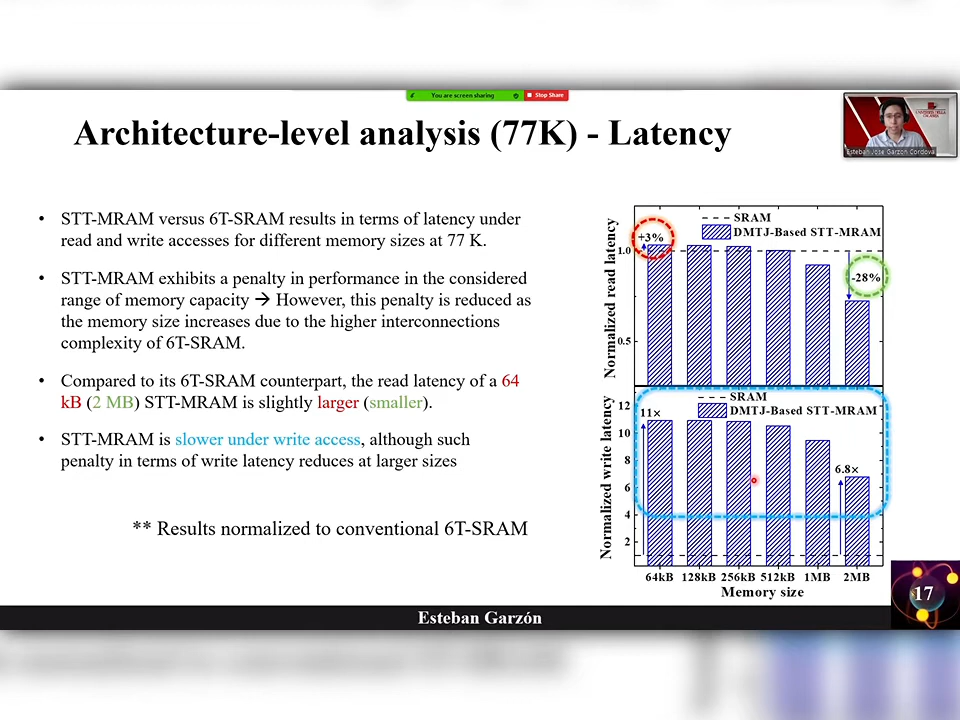 You are screen sharing
Stop Share
Architecture-level analysis (77K) - Latency
Esteban Jose Garzon Cordova
• STT-MRAM versus 6T-SRAM results in terms of latency under
read and write accesses for different memory sizes at 77 K.
• STT-MRAM exhibits a penalty in performance in the considered
range of memory capacity → However, this penalty is reduced as
the memory size increases due to the higher interconnections
complexity of 6T-SRAM.
• Compared to its 6T-SRAM counterpart, the read latency of a 64
kB (2 MB) STT-MRAM is slightly larger (smaller).
• STT-MRAM is slower under write access, although such
penalty in terms of write latency reduces at larger sizes
** Results normalized to conventional 6T-SRAM
Normalized read latency
SRAM
DMTJ-Based STT-MRAM
+3%
-28%
1.0
0.5
Normalized write latency
SRAM
DMTJ-Based STT-MRAM
11×
6.8×
12
10
8
6
4
2
64kB 128kB 256kB 512kB 1MB 2MB
Memory size
17
Esteban Garzón